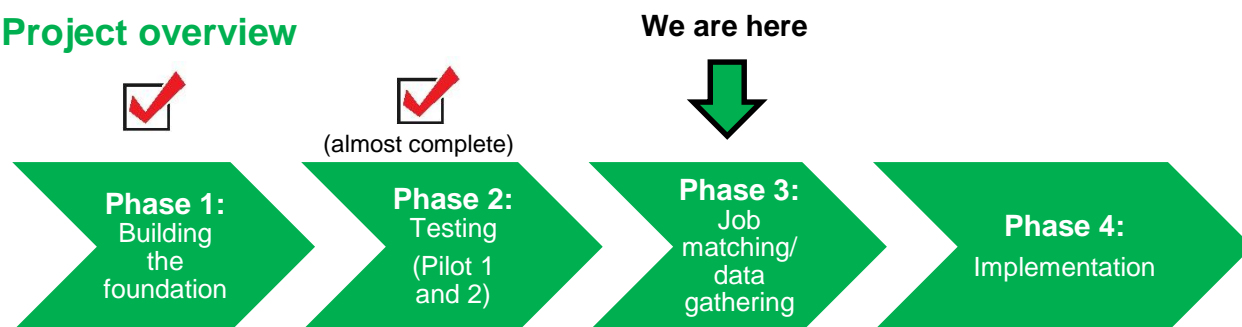 Project overview
We are here
(almost complete)
Phase 1:
Building
the
foundation
Phase 2:
Testing
(Pilot 1
and 2)
Phase 3:
Job
matching/
data
gathering
Phase 4:
Implementation